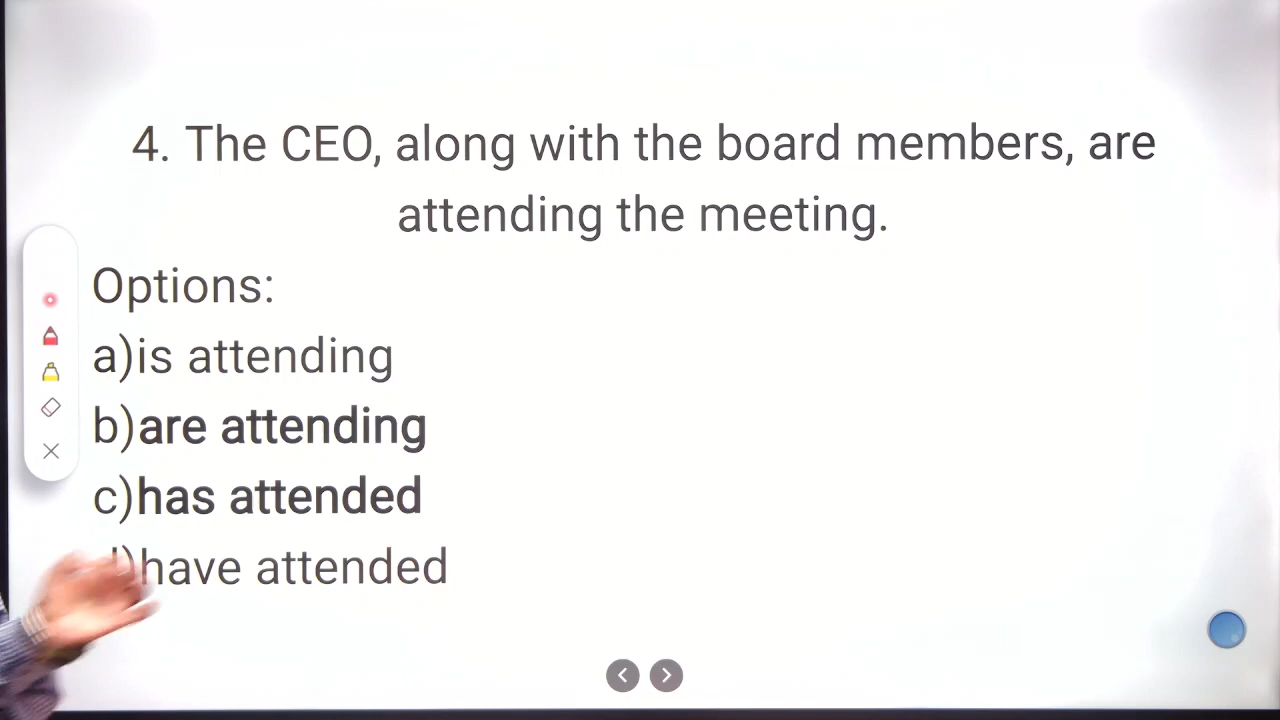 4. The CEO, along with the board members, are
attending the meeting.
Options:
a)is attending
b)are attending
c)has attended
d)have attended